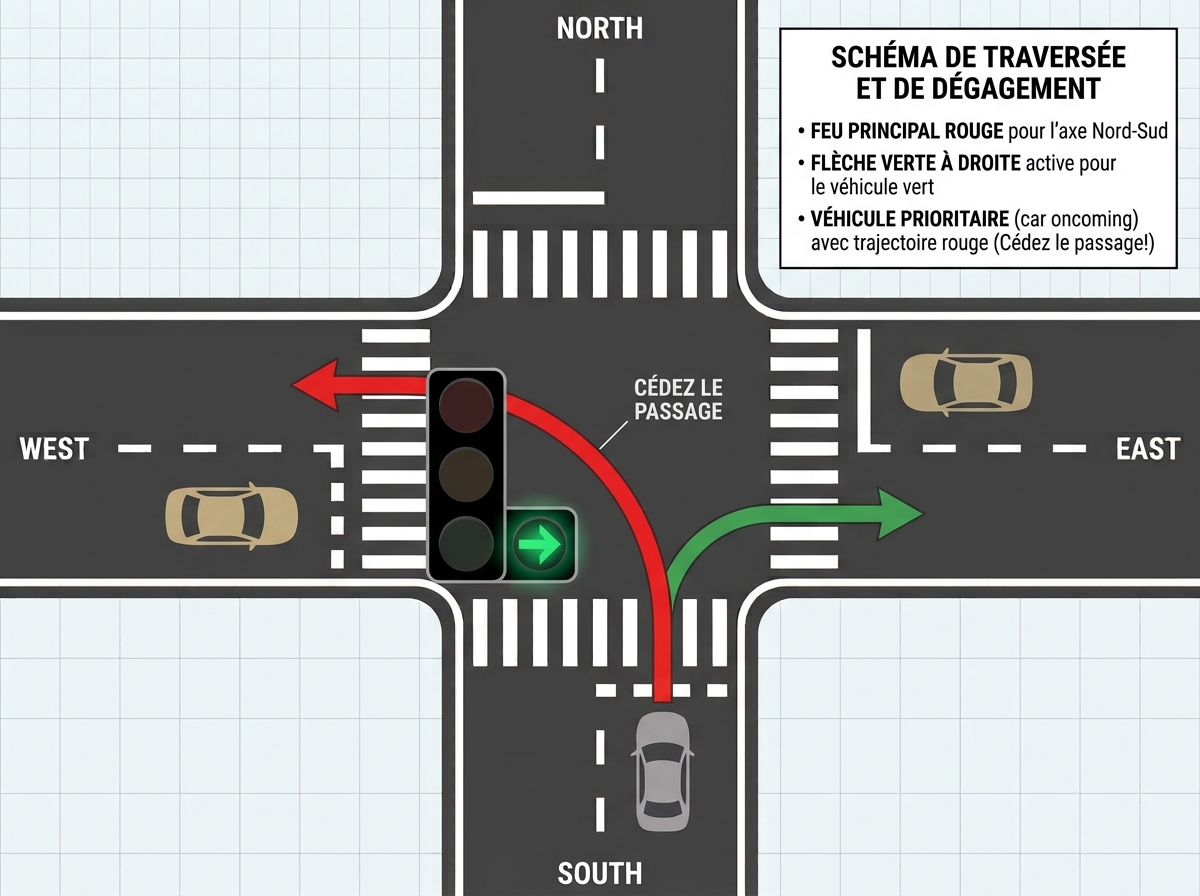 NORTH
SCHÉMA DE TRAVERSÉE
ET DE DÉGAGEMENT
• FEU PRINCIPAL ROUGE pour l'axe Nord-Sud
• FLÈCHE VERTE À DROITE active pour
le véhicule vert
• VÉHICULE PRIORITAIRE (car oncoming)
avec trajectoire rouge (Cédez le passage!)
CÉDEZ LE
PASSAGE
WEST
EAST
SOUTH